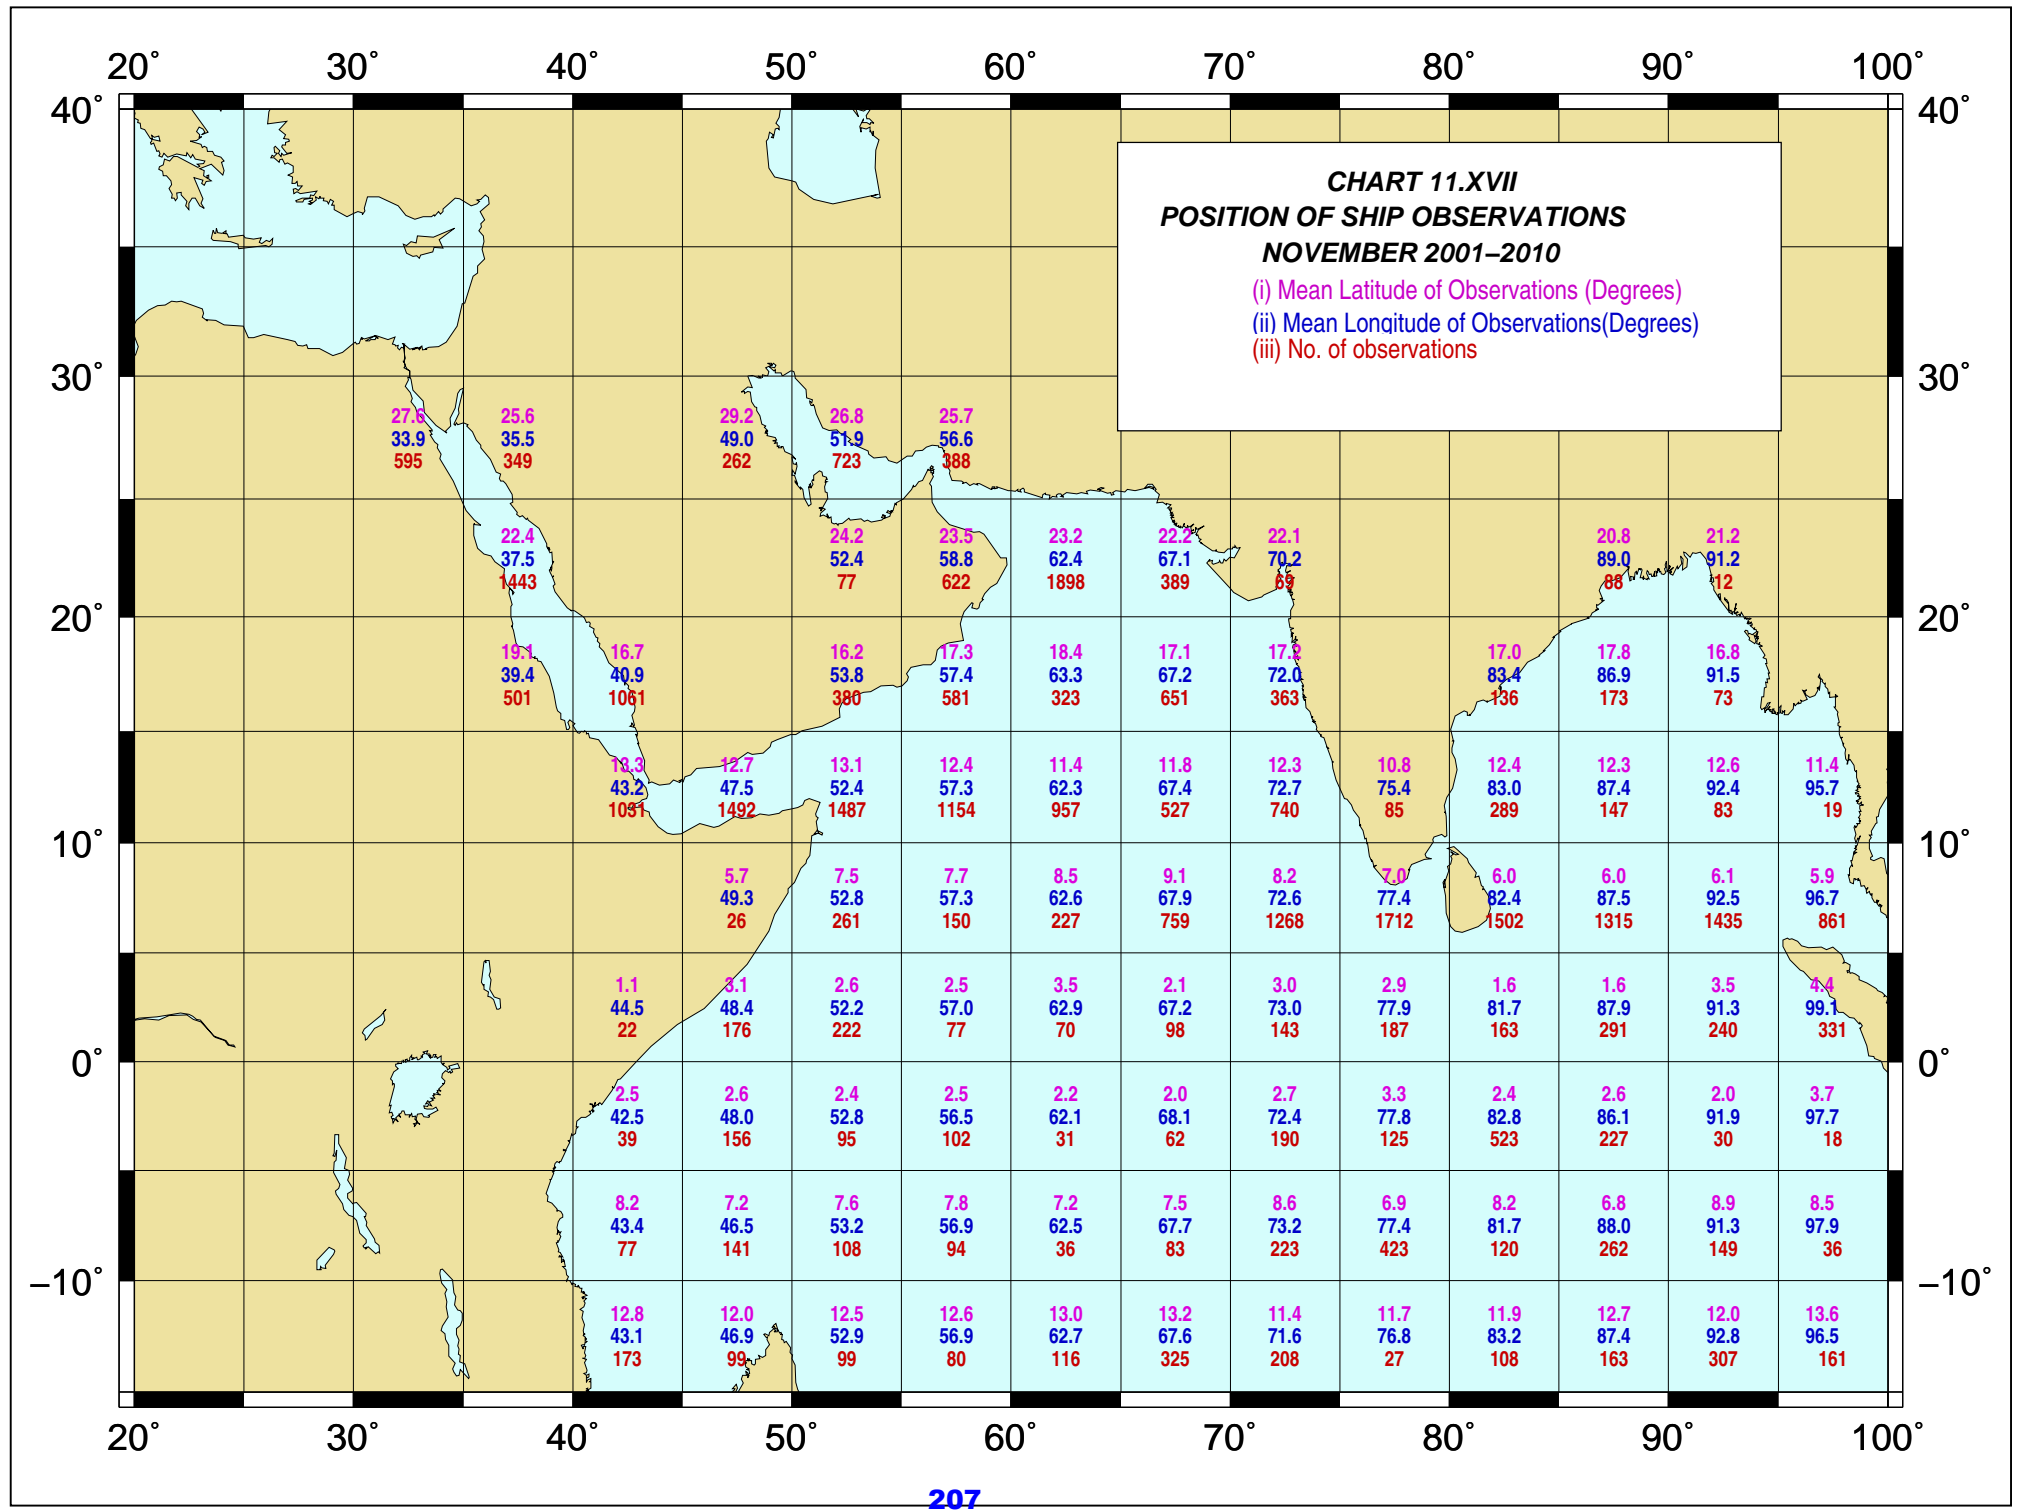 20° 30° 40° 50° 60° 70° 80° 90° 100°
40° 40°
CHART 11.XVII
POSITION OF SHIP OBSERVATIONS
NOVEMBER 2001–2010
(i) Mean Latitude of Observations (Degrees)
(ii) Mean Longitude of Observations(Degrees)
(iii) No. of observations
30° 30°
27.6 25.6 29.2 26.8 25.7
33.9 35.5 49.0 51.9 56.6
595 349 262 723 388
22.4 24.2 23.5 23.2 22.2 22.1 20.8 21.2
37.5 52.4 58.8 62.4 67.1 70.2 89.0 91.2
1443 77 622 1898 389 69 88 12
20° 20°
19.1 16.7 16.2 17.3 18.4 17.1 17.2 17.0 17.8 16.8
39.4 40.9 53.8 57.4 63.3 67.2 72.0 83.4 86.9 91.5
501 1061 380 581 323 651 363 136 173 73
13.3 12.7 13.1 12.4 11.4 11.8 12.3 10.8 12.4 12.3 12.6 11.4
43.2 47.5 52.4 57.3 62.3 67.4 72.7 75.4 83.0 87.4 92.4 95.7
1031 1492 1487 1154 957 527 740 85 289 147 83 19
10° 10°
5.7 7.5 7.7 8.5 9.1 8.2 7.0 6.0 6.0 6.1 5.9
49.3 52.8 57.3 62.6 67.9 72.6 77.4 82.4 87.5 92.5 96.7
26 261 150 227 759 1268 1712 1502 1315 1435 861
1.1 3.1 2.6 2.5 3.5 2.1 3.0 2.9 1.6 1.6 3.5 4.4
44.5 48.4 52.2 57.0 62.9 67.2 73.0 77.9 81.7 87.9 91.3 99.1
22 176 222 77 70 98 143 187 163 291 240 331
0° 0°
2.5 2.6 2.4 2.5 2.2 2.0 2.7 3.3 2.4 2.6 2.0 3.7
42.5 48.0 52.8 56.5 62.1 68.1 72.4 77.8 82.8 86.1 91.9 97.7
39 156 95 102 31 62 190 125 523 227 30 18
8.2 7.2 7.6 7.8 7.2 7.5 8.6 6.9 8.2 6.8 8.9 8.5
43.4 46.5 53.2 56.9 62.5 67.7 73.2 77.4 81.7 88.0 91.3 97.9
77 141 108 94 36 83 223 423 120 262 149 36
–10° –10°
12.8 12.0 12.5 12.6 13.0 13.2 11.4 11.7 11.9 12.7 12.0 13.6
43.1 46.9 52.9 56.9 62.7 67.6 71.6 76.8 83.2 87.4 92.8 96.5
173 99 99 80 116 325 208 27 108 163 307 161
20° 30° 40° 50° 60° 70° 80° 90° 100°
207